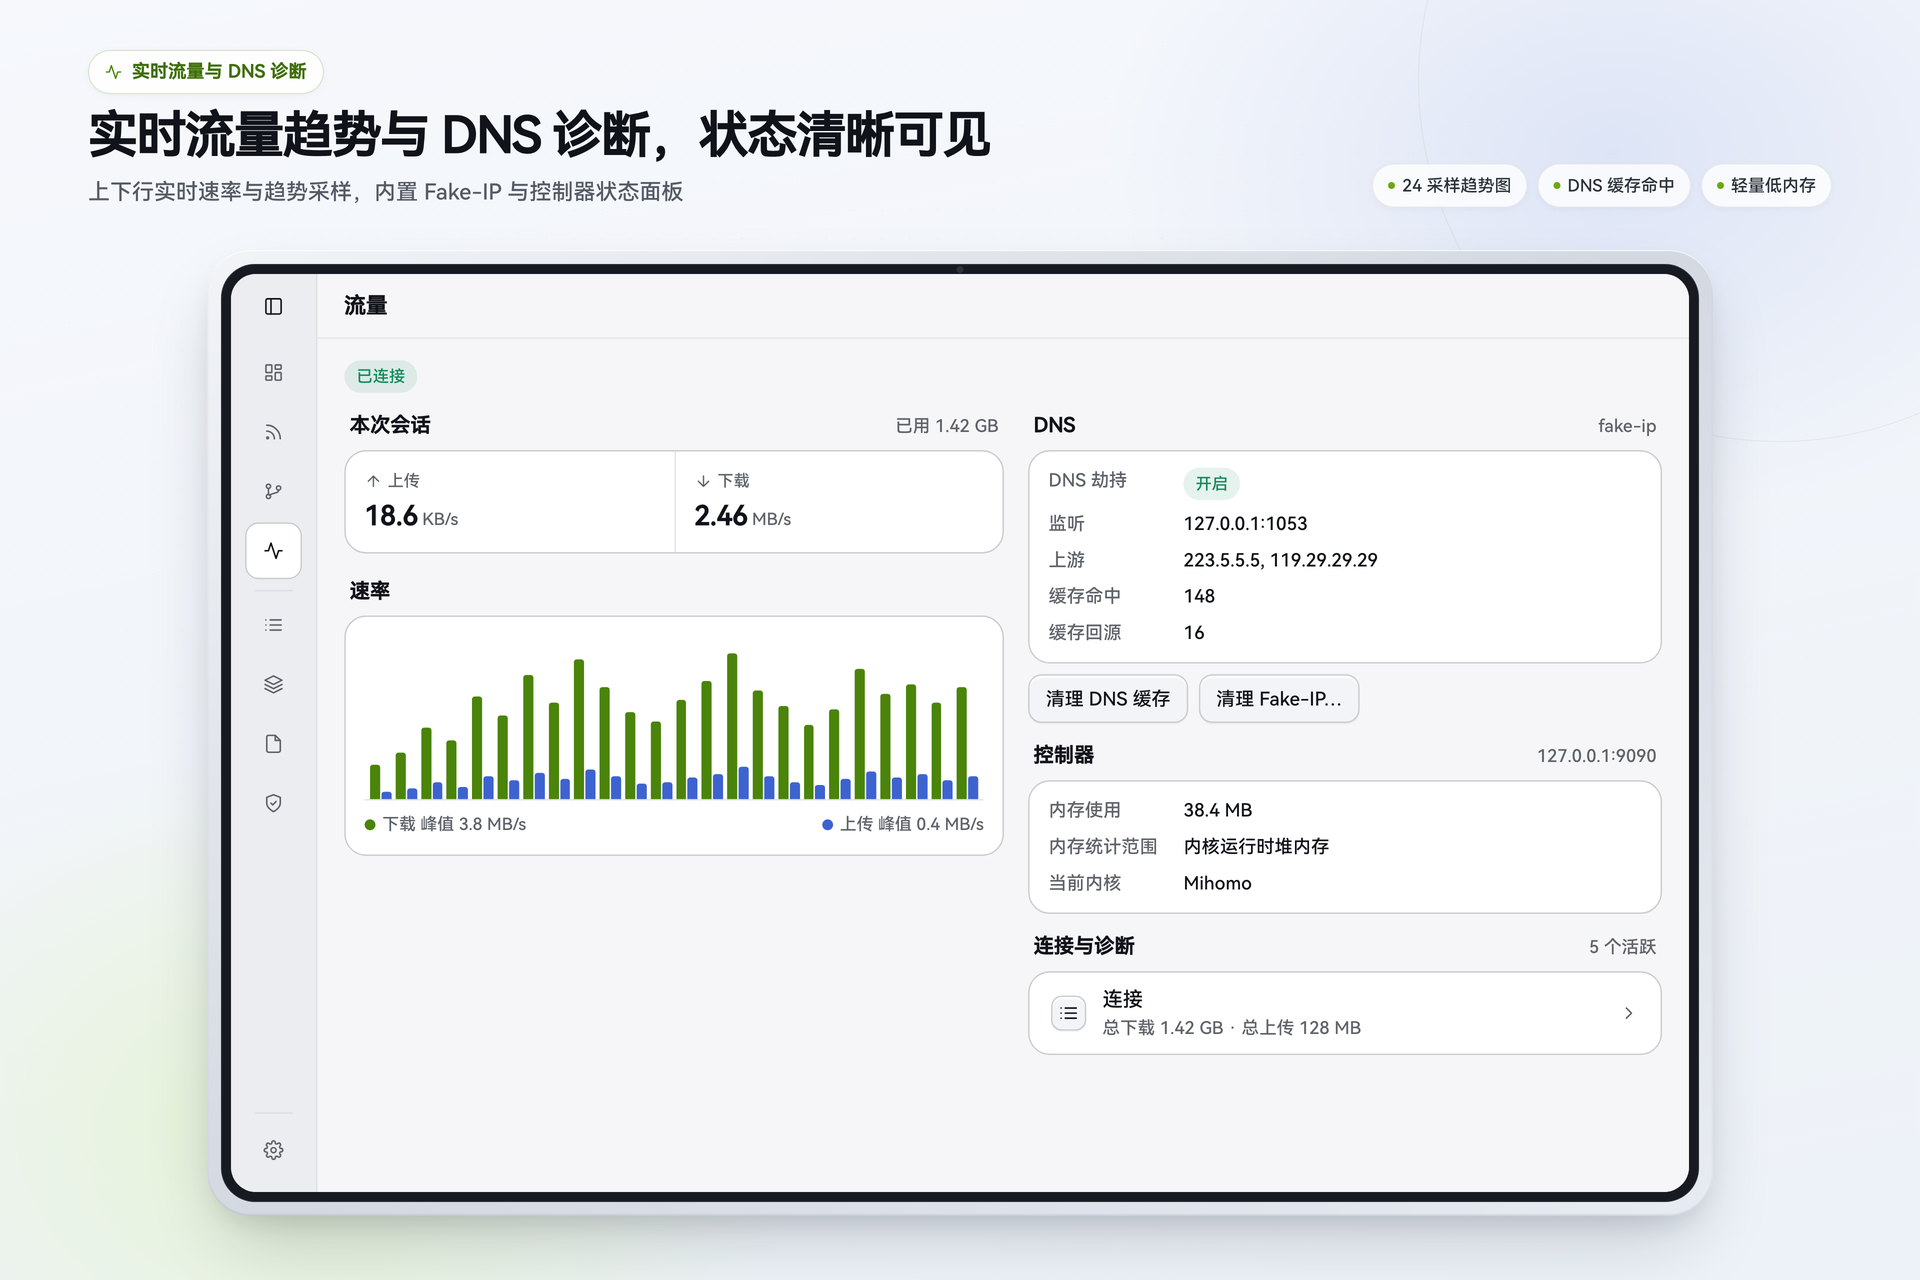 实时流量与 DNS 诊断
实时流量趋势与 DNS 诊断，状态清晰可见
上下行实时速率与趋势采样，内置 Fake-IP 与控制器状态面板
24 采样趋势图
DNS 缓存命中
轻量低内存
流量
已连接
本次会话
已用 1.42 GB
上传
18.6 KB/s
下载
2.46 MB/s
速率
下载 峰值 3.8 MB/s
上传 峰值 0.4 MB/s
DNS
fake-ip
DNS 劫持
开启
监听
127.0.0.1:1053
上游
223.5.5.5, 119.29.29.29
缓存命中
148
缓存回源
16
清理 DNS 缓存
清理 Fake-IP...
控制器
127.0.0.1:9090
内存使用
38.4 MB
内存统计范围
内核运行时堆内存
当前内核
Mihomo
连接与诊断
5 个活跃
连接
总下载 1.42 GB · 总上传 128 MB